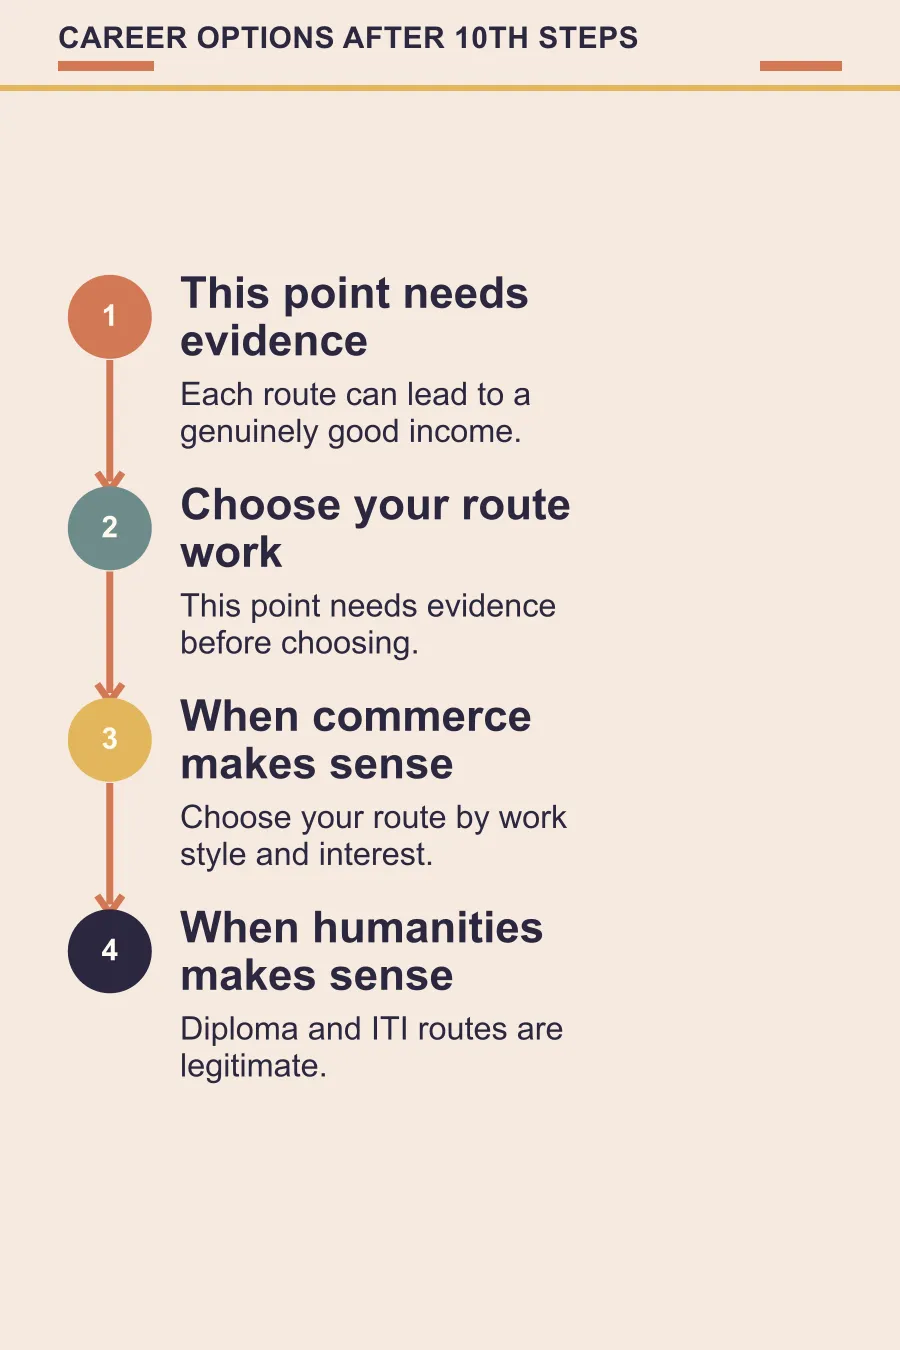 CAREER OPTIONS AFTER 10TH STEPS
1
This point needs
evidence
Each route can lead to a
genuinely good income.
2
Choose your route
work
This point needs evidence
before choosing.
3
When commerce
makes sense
Choose your route by work
style and interest.
4
When humanities
makes sense
Diploma and ITI routes are
legitimate.